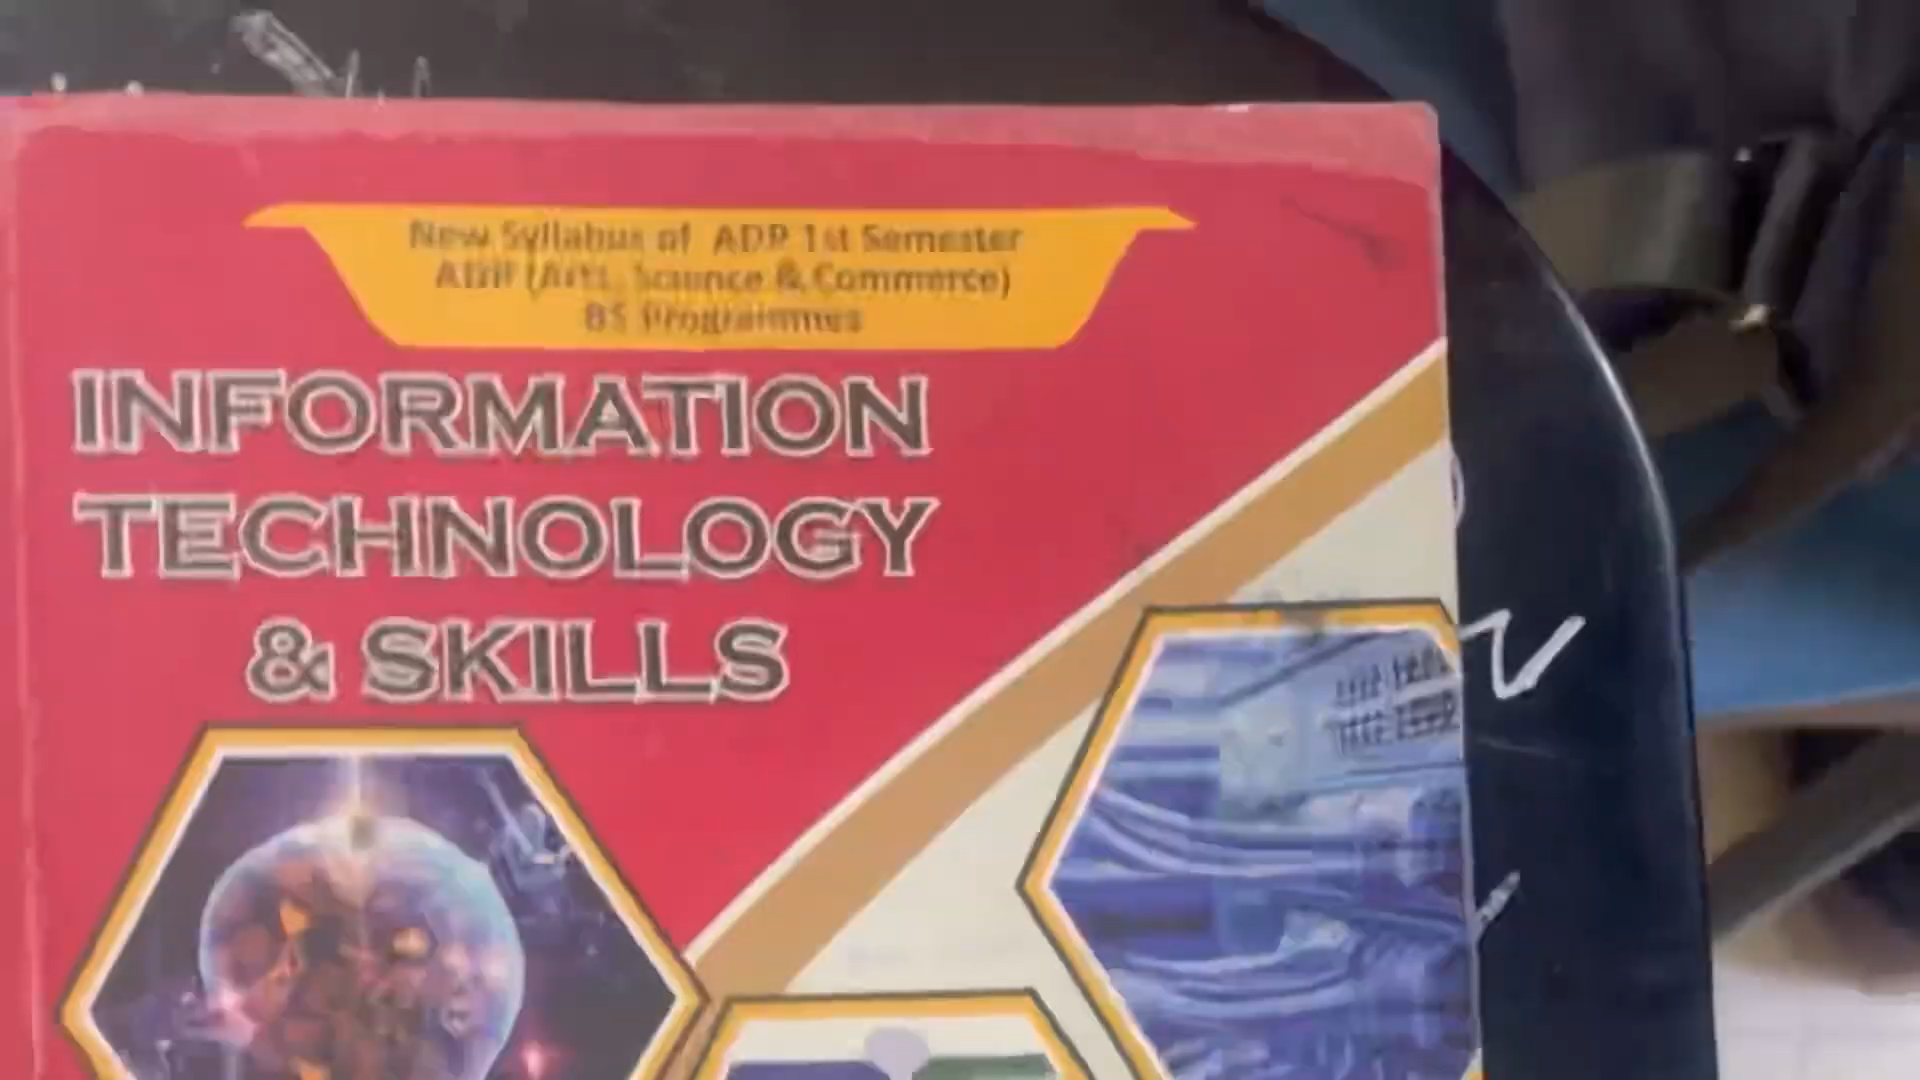 New Syllabus of ADP 1st Semester
ADP (Arts, Science & Commerce)
BS Programmes
INFORMATION
TECHNOLOGY
& SKILLS